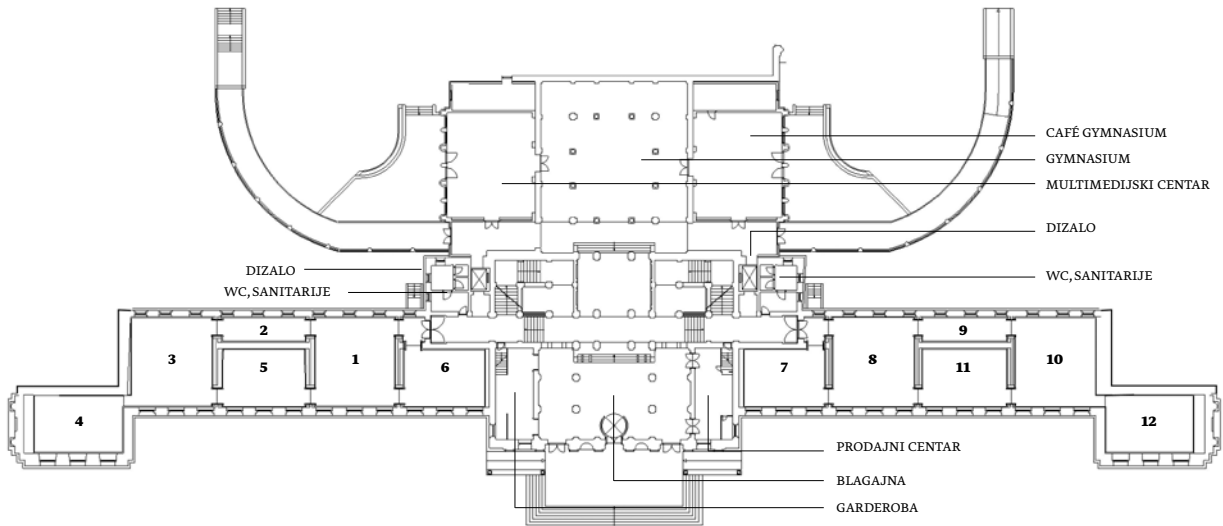 CAFÉ GYMNASIUM
GYMNASIUM
MULTIMEDIJSKI CENTAR
DIZALO
DIZALO
WC, SANITARIJE
WC, SANITARIJE
2
9
3
5
1
6
7
8
11
10
4
12
PRODAJNI CENTAR
BLAGAJNA
GARDEROBA